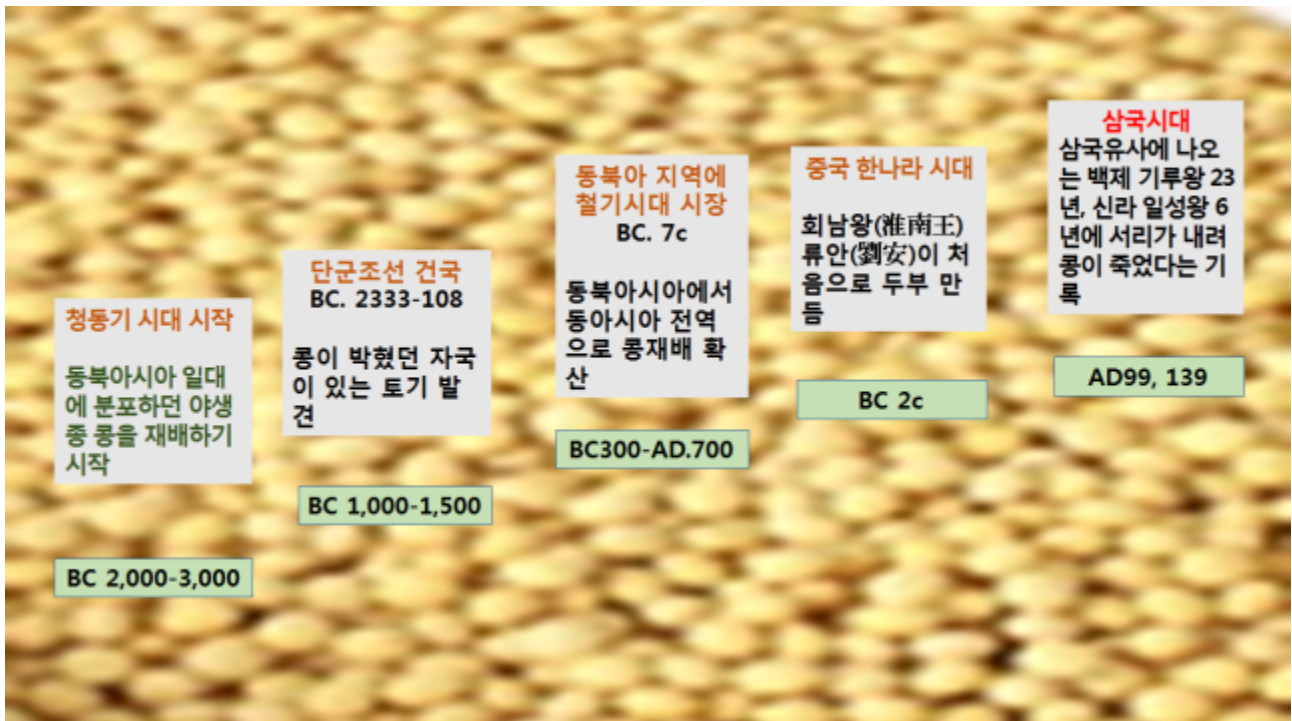 청동기 시대 시작
동북아시아 일대
에 분포하던 야생
종 콩을 재배하기
시작
BC 2,000-3,000
단군조선 건국
BC. 2333-108
콩이 박혔던 자국
이 있는 토기 발
견
BC 1,000-1,500
동북아 지역에
철기시대 시장
BC. 7c
동북아시아에서
동아시아 전역
으로 콩재배 확
산
BC300-AD.700
중국 한나라 시대
회남왕(淮南王)
류안(劉安)이 처
음으로 두부 만
듬
BC 2c
삼국시대
삼국유사에 나오
는 백제 기루왕 23
년, 신라 일성왕 6
년에 서리가 내려
콩이 죽었다는 기
록
AD99, 139